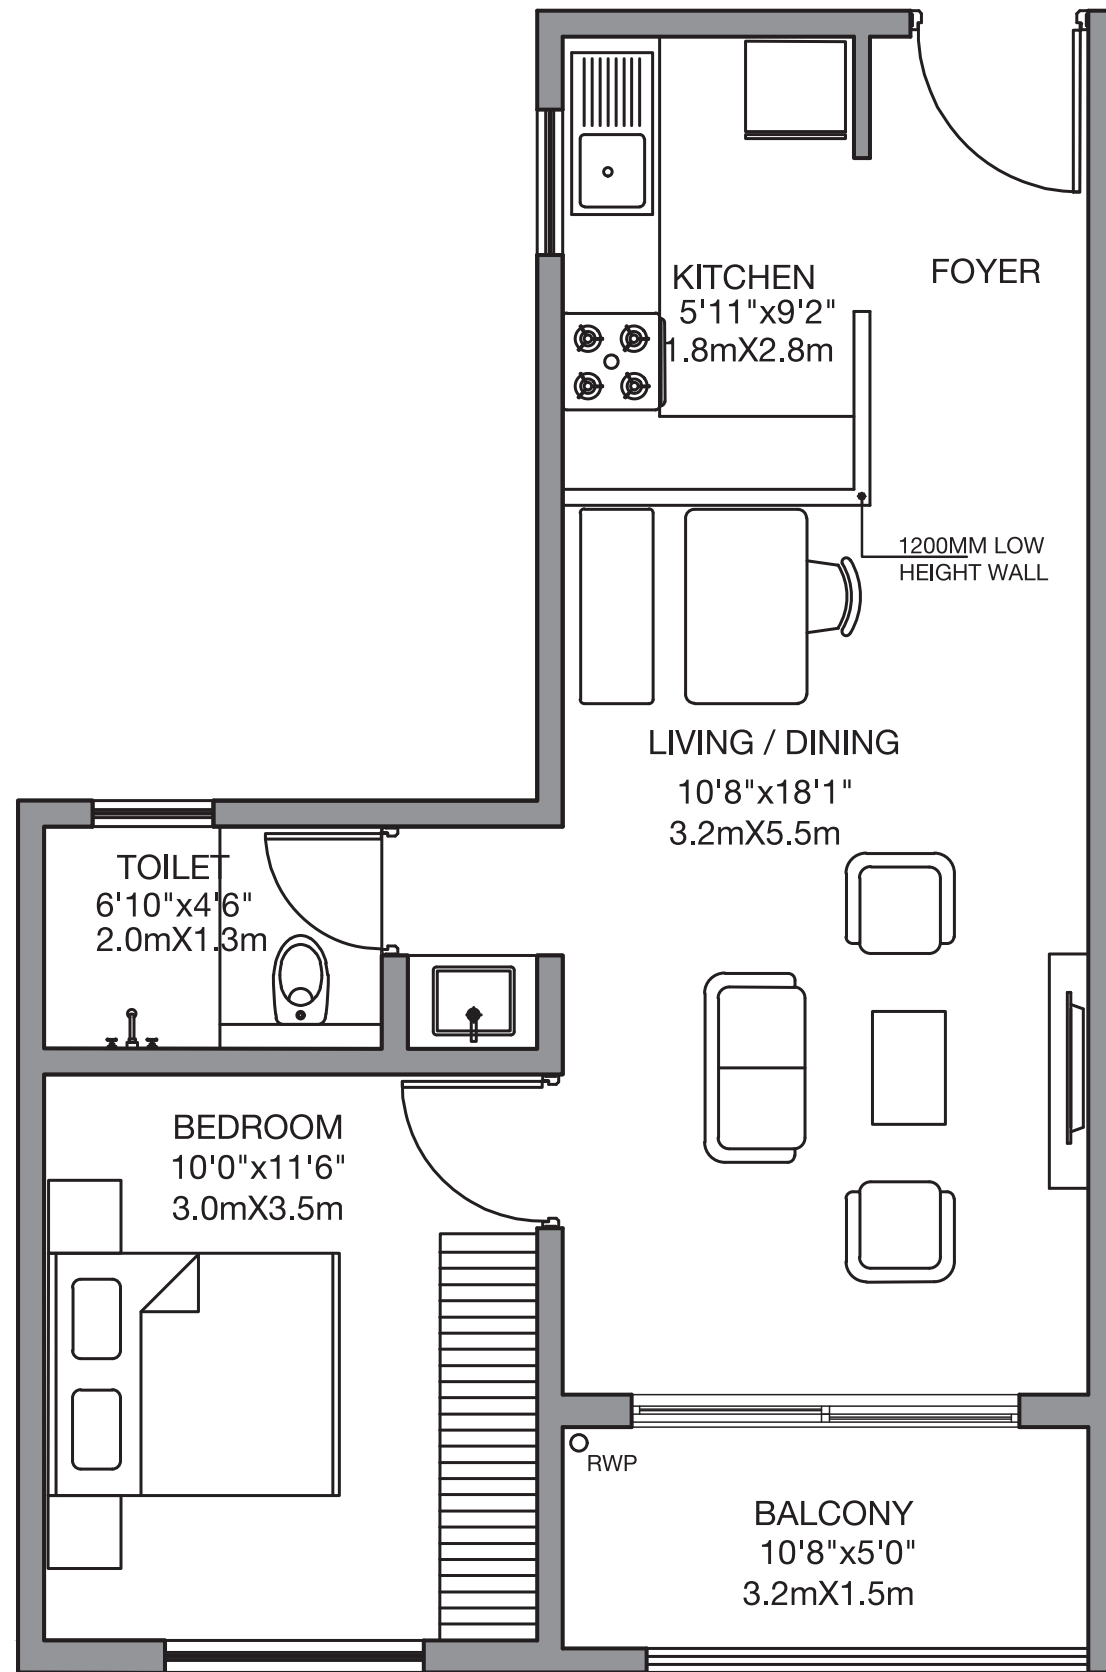 KITCHEN
5'11"x9'2"
1.8mX2.8m
FOYER
1200MM LOW
HEIGHT WALL
LIVING / DINING
10'8"x18'1"
3.2mX5.5m
TOILET
6'10"x4'6"
2.0mX1.3m
BEDROOM
10'0"x11'6"
3.0mX3.5m
RWP
BALCONY
10'8"x5'0"
3.2mX1.5m